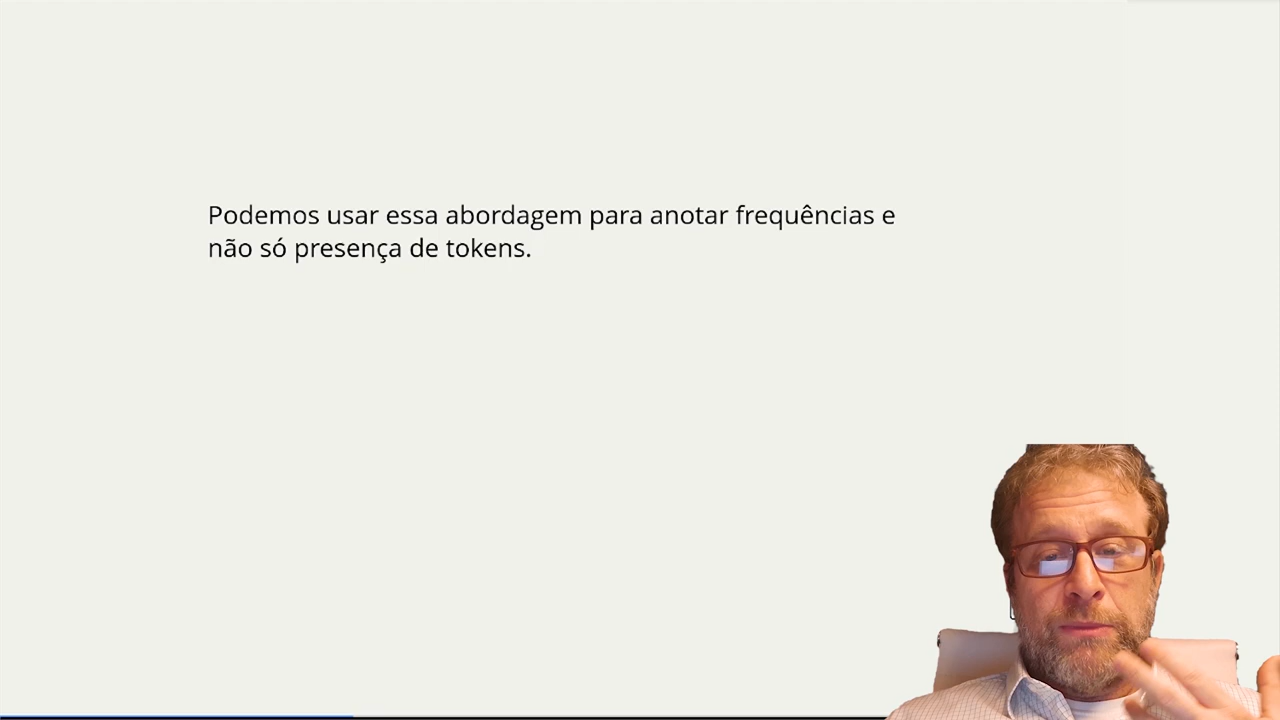 Podemos usar essa abordagem para anotar frequências e
não só presença de tokens.